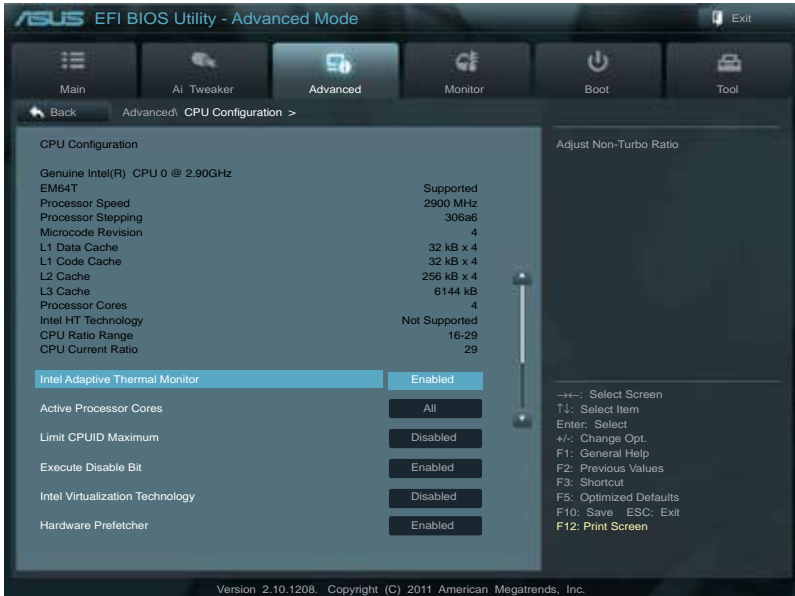 ASUS EFI BIOS Utility - Advanced Mode
Exit
Main
Ai Tweaker
Advanced
Monitor
Boot
Tool
Back
Advanced\ CPU Configuration >
CPU Configuration
Genuine Intel(R) CPU 0 @ 2.90GHz
EM64T Supported
Processor Speed 2900 MHz
Processor Stepping 306a6
Microcode Revision 4
L1 Data Cache 32 kB x 4
L1 Code Cache 32 kB x 4
L2 Cache 256 kB x 4
L3 Cache 6144 kB
Processor Cores 4
Intel HT Technology Not Supported
CPU Ratio Range 16-29
CPU Current Ratio 29
Intel Adaptive Thermal Monitor Enabled
Active Processor Cores All
Limit CPUID Maximum Disabled
Execute Disable Bit Enabled
Intel Virtualization Technology Disabled
Hardware Prefetcher Enabled
Adjust Non-Turbo Ratio
→←: Select Screen
↑↓: Select Item
Enter: Select
+/-: Change Opt.
F1: General Help
F2: Previous Values
F3: Shortcut
F5: Optimized Defaults
F10: Save ESC: Exit
F12: Print Screen
Version 2.10.1208. Copyright (C) 2011 American Megatrends, Inc.